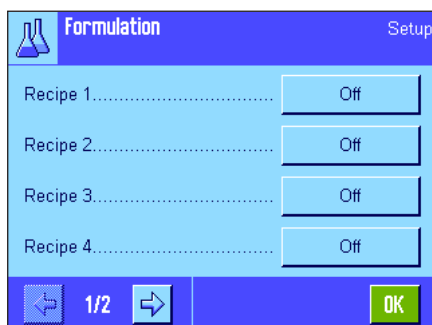 Formulation Setup
Recipe 1................................. Off
Recipe 2................................. Off
Recipe 3................................. Off
Recipe 4................................. Off
1/2 OK